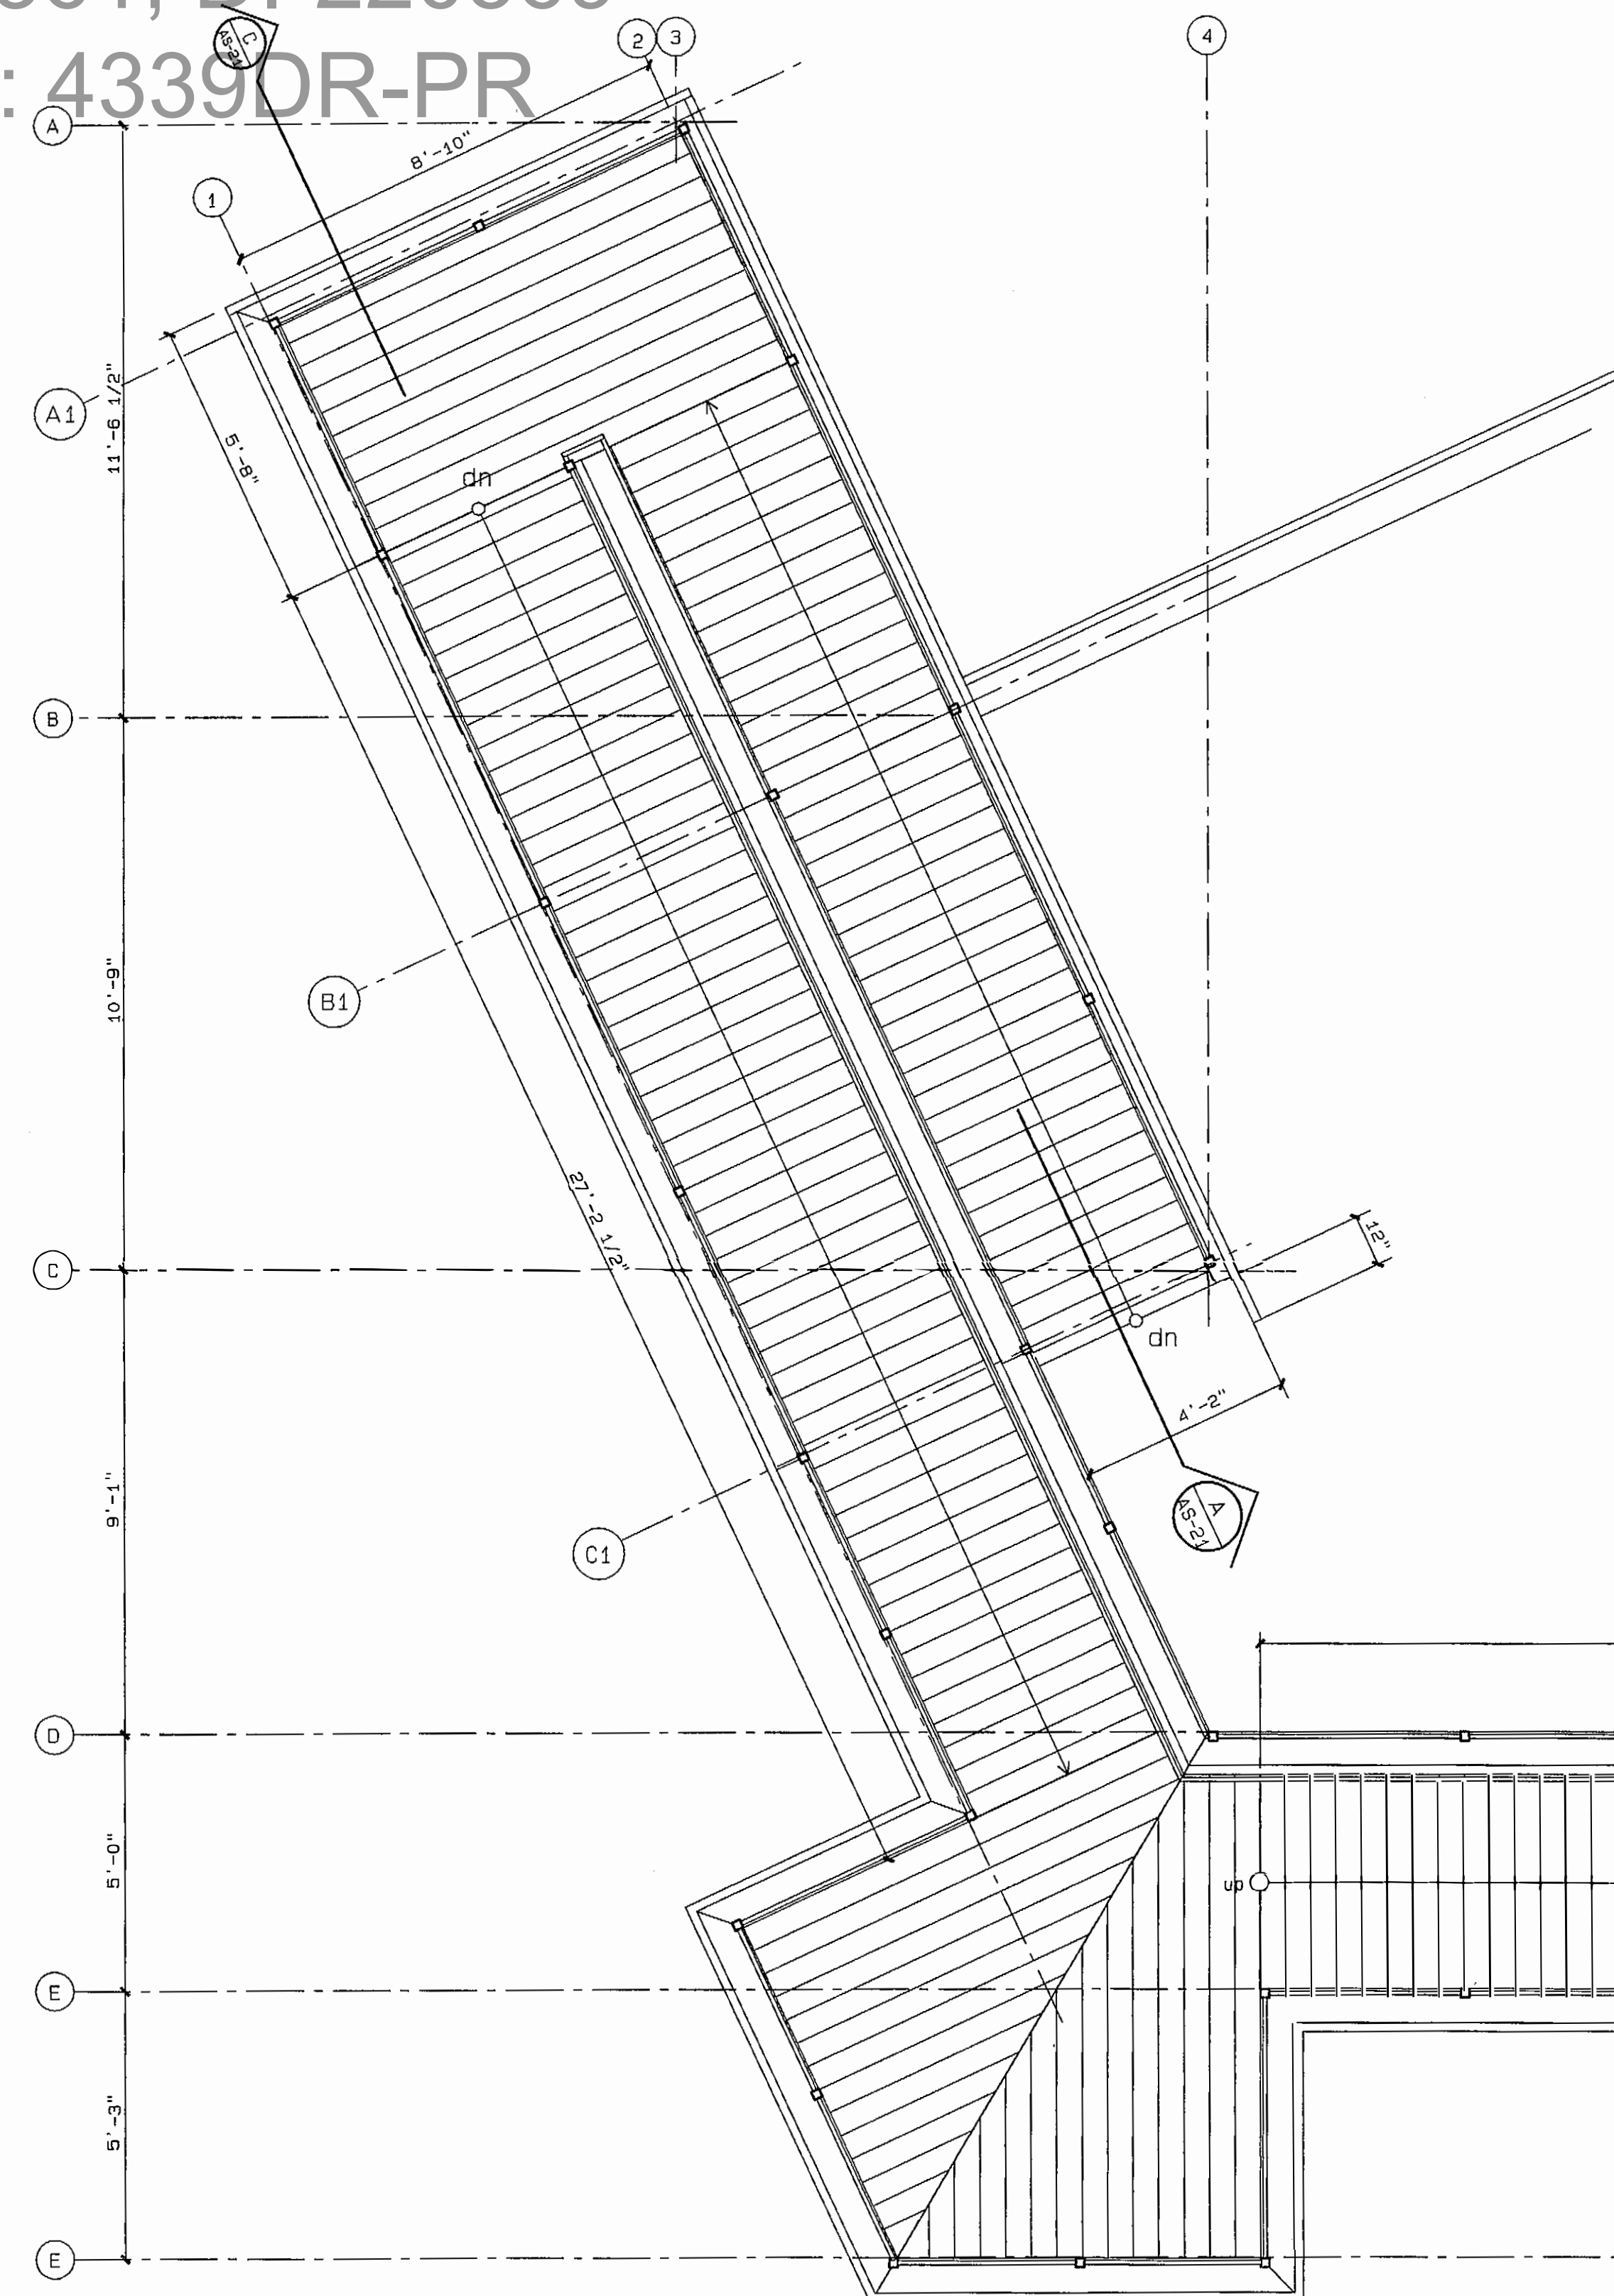 : 4339DR-PR
C
AS-21
2
3
4
A
8'-10"
1
A1
11'-6 1/2"
5'-8"
dn
B
B1
10'-9"
27'-2 1/2"
C
12"
dn
4'-2"
A
AS-21
9'-1"
C1
D
5'-0"
up
E
5'-3"
E